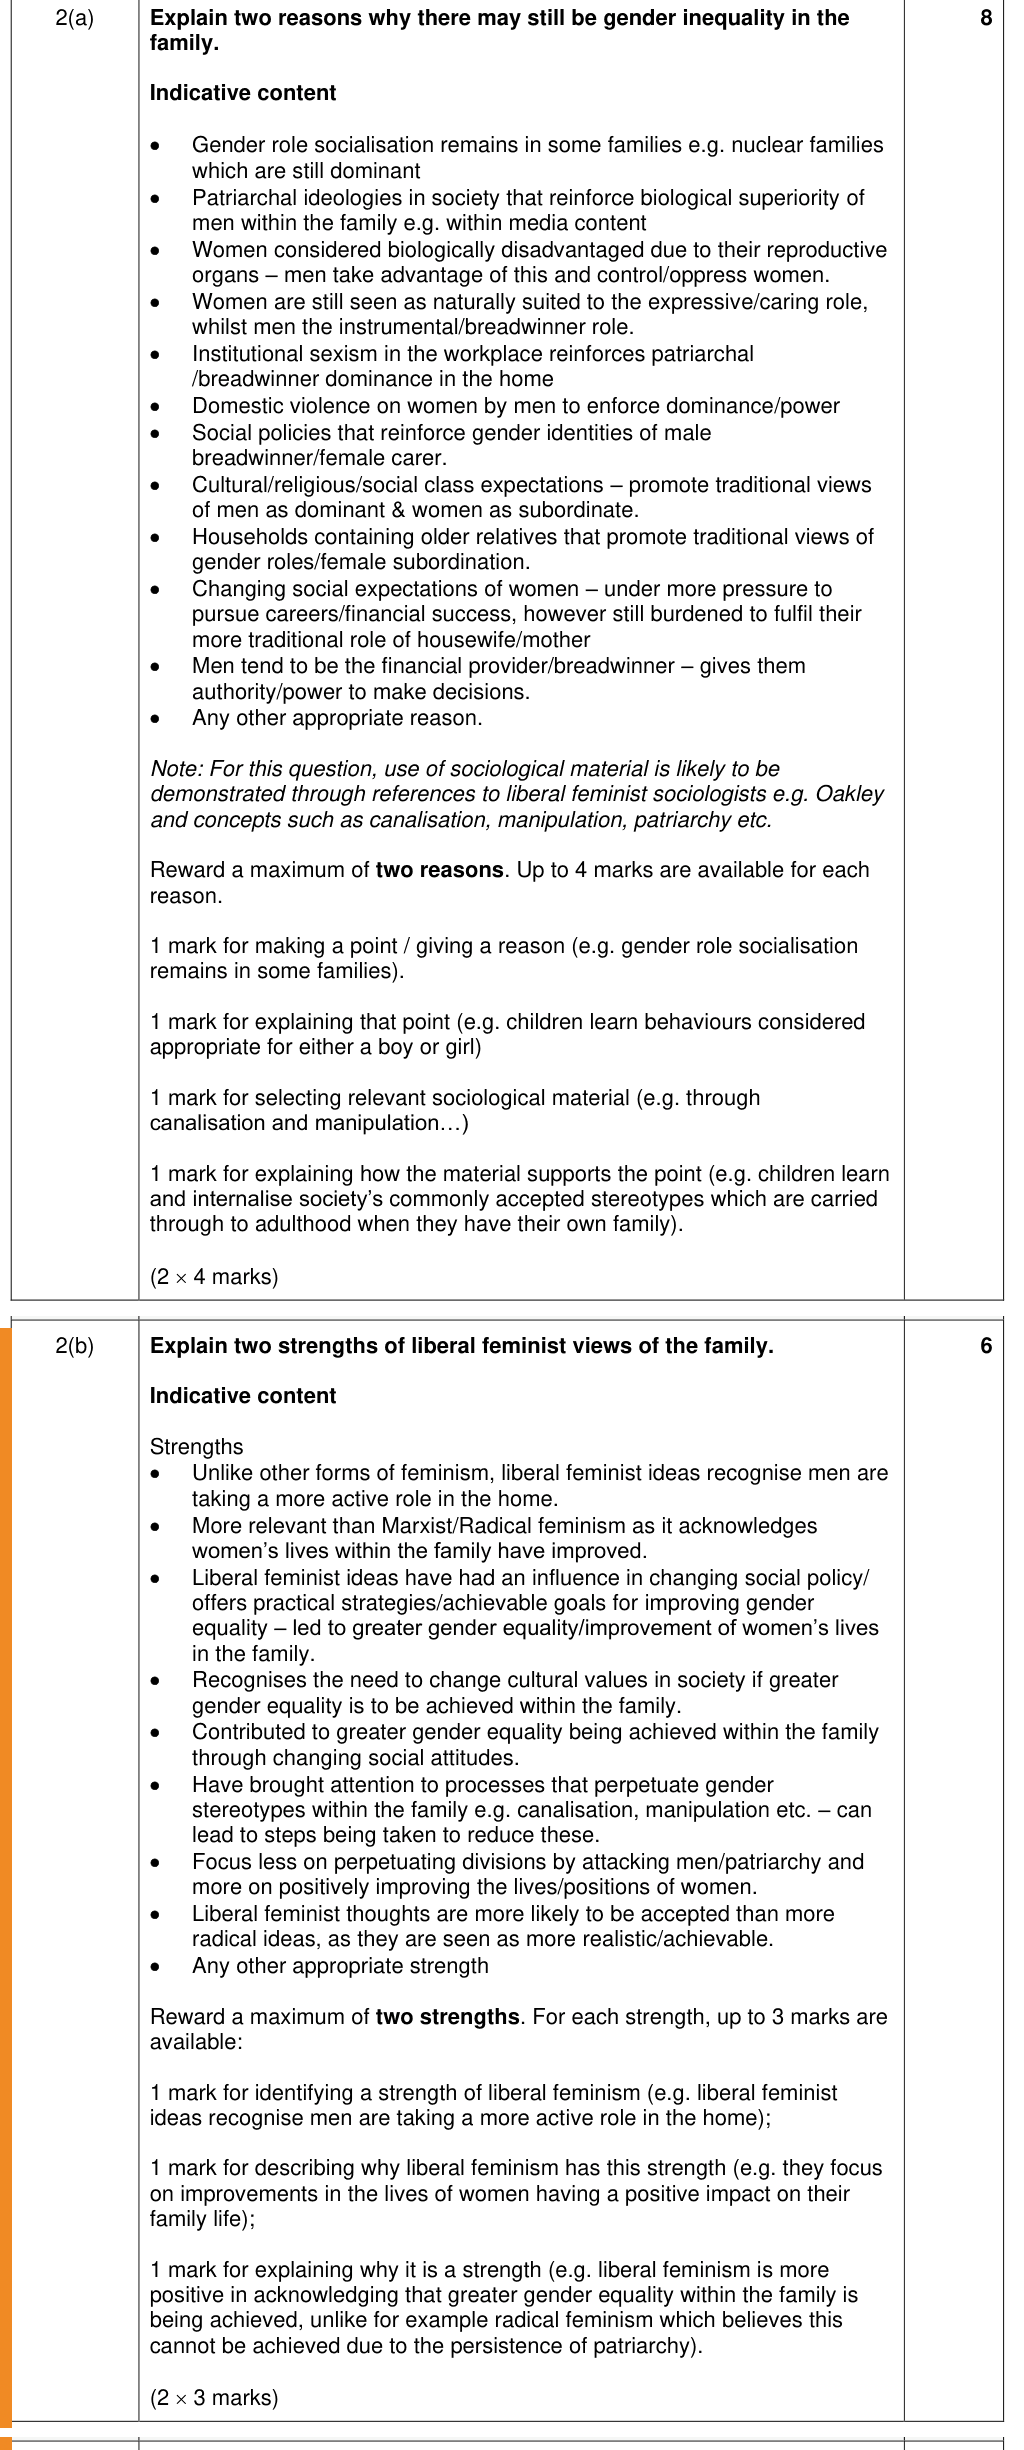 2(a) Explain two reasons why there may still be gender inequality in the 8
family.
Indicative content
• Gender role socialisation remains in some families e.g. nuclear families
which are still dominant
• Patriarchal ideologies in society that reinforce biological superiority of
men within the family e.g. within media content
• Women considered biologically disadvantaged due to their reproductive
organs – men take advantage of this and control/oppress women.
• Women are still seen as naturally suited to the expressive/caring role,
whilst men the instrumental/breadwinner role.
• Institutional sexism in the workplace reinforces patriarchal
/breadwinner dominance in the home
• Domestic violence on women by men to enforce dominance/power
• Social policies that reinforce gender identities of male
breadwinner/female carer.
• Cultural/religious/social class expectations – promote traditional views
of men as dominant & women as subordinate.
• Households containing older relatives that promote traditional views of
gender roles/female subordination.
• Changing social expectations of women – under more pressure to
pursue careers/financial success, however still burdened to fulfil their
more traditional role of housewife/mother
• Men tend to be the financial provider/breadwinner – gives them
authority/power to make decisions.
• Any other appropriate reason.
Note: For this question, use of sociological material is likely to be
demonstrated through references to liberal feminist sociologists e.g. Oakley
and concepts such as canalisation, manipulation, patriarchy etc.
Reward a maximum of two reasons. Up to 4 marks are available for each
reason.
1 mark for making a point / giving a reason (e.g. gender role socialisation
remains in some families).
1 mark for explaining that point (e.g. children learn behaviours considered
appropriate for either a boy or girl)
1 mark for selecting relevant sociological material (e.g. through
canalisation and manipulation…)
1 mark for explaining how the material supports the point (e.g. children learn
and internalise society’s commonly accepted stereotypes which are carried
through to adulthood when they have their own family).
(2 × 4 marks)
2(b) Explain two strengths of liberal feminist views of the family. 6
Indicative content
Strengths
• Unlike other forms of feminism, liberal feminist ideas recognise men are
taking a more active role in the home.
• More relevant than Marxist/Radical feminism as it acknowledges
women’s lives within the family have improved.
• Liberal feminist ideas have had an influence in changing social policy/
offers practical strategies/achievable goals for improving gender
equality – led to greater gender equality/improvement of women’s lives
in the family.
• Recognises the need to change cultural values in society if greater
gender equality is to be achieved within the family.
• Contributed to greater gender equality being achieved within the family
through changing social attitudes.
• Have brought attention to processes that perpetuate gender
stereotypes within the family e.g. canalisation, manipulation etc. – can
lead to steps being taken to reduce these.
• Focus less on perpetuating divisions by attacking men/patriarchy and
more on positively improving the lives/positions of women.
• Liberal feminist thoughts are more likely to be accepted than more
radical ideas, as they are seen as more realistic/achievable.
• Any other appropriate strength
Reward a maximum of two strengths. For each strength, up to 3 marks are
available:
1 mark for identifying a strength of liberal feminism (e.g. liberal feminist
ideas recognise men are taking a more active role in the home);
1 mark for describing why liberal feminism has this strength (e.g. they focus
on improvements in the lives of women having a positive impact on their
family life);
1 mark for explaining why it is a strength (e.g. liberal feminism is more
positive in acknowledging that greater gender equality within the family is
being achieved, unlike for example radical feminism which believes this
cannot be achieved due to the persistence of patriarchy).
(2 × 3 marks)